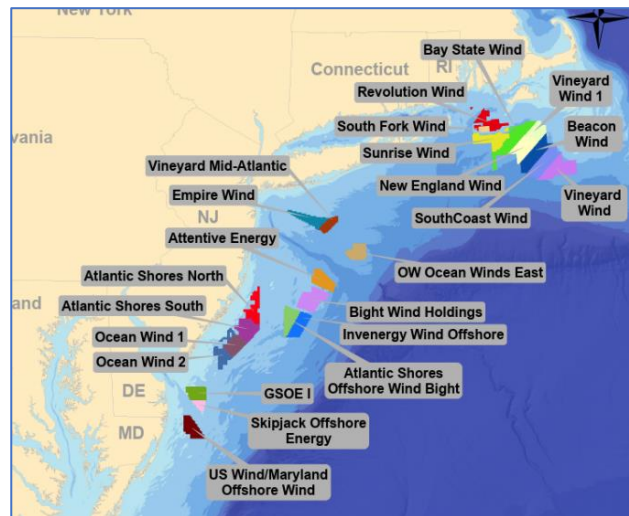 New York
Bay State Wind
Connecticut
RI
Revolution Wind
Vineyard
Wind 1
South Fork Wind
Beacon
Wind
vania
Sunrise Wind
Vineyard Mid-Atlantic
New England Wind
Empire Wind
SouthCoast Wind
Vineyard
Wind
NJ
Attentive Energy
OW Ocean Winds East
Atlantic Shores North
land
Atlantic Shores South
Bight Wind Holdings
Invenergy Wind Offshore
Ocean Wind 1
Ocean Wind 2
Atlantic Shores
Offshore Wind Bight
DE
GSOE I
MD
Skipjack Offshore
Energy
US Wind/Maryland
Offshore Wind